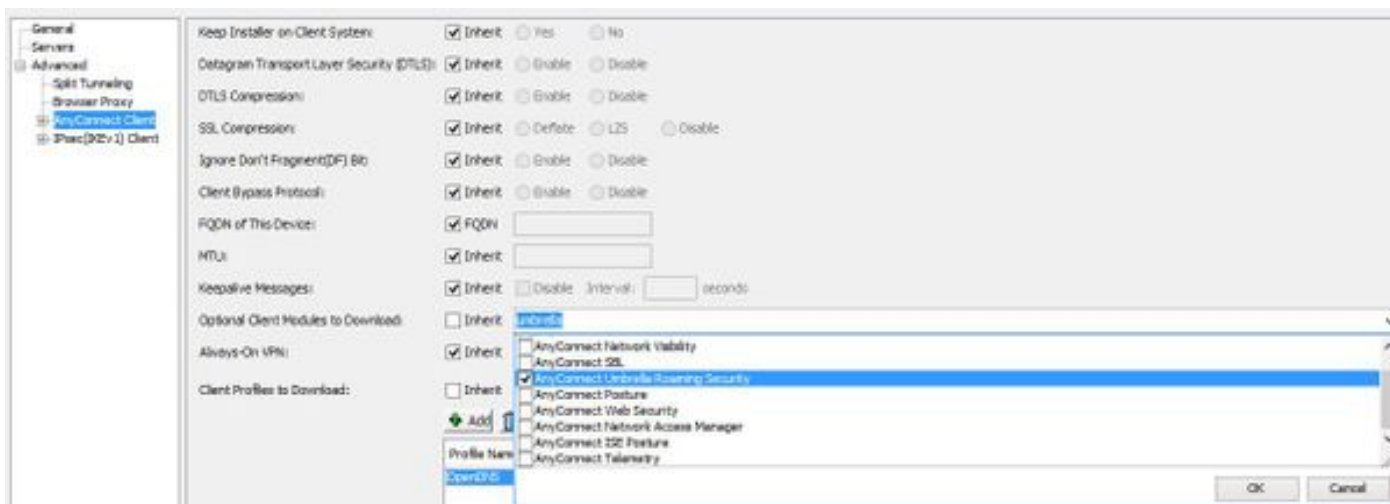 General
Servers
Advanced
Split Tunneling
Browser Proxy
AnyConnect Client
IPsec(IKEv1) Client
Keep Installer on Client System: Inherit Yes No
Datagram Transport Layer Security (DTLS): Inherit Enable Disable
DTLS Compression: Inherit Enable Disable
SSL Compression: Inherit Deflate LZS Disable
Ignore Don't Fragment(DF) Bit: Inherit Enable Disable
Client Bypass Protocol: Inherit Enable Disable
FQDN of This Device: FQDN
MTU: Inherit
Keepalive Messages: Inherit Disable Interval: seconds
Optional Client Modules to Download: Inherit umbrella
Always-On VPN: Inherit
AnyConnect Network Visibility
AnyConnect SBL
AnyConnect Umbrella Roaming Security
Client Profiles to Download: Inherit
AnyConnect Posture
AnyConnect Web Security
Add
AnyConnect Network Access Manager
AnyConnect ISE Posture
Profile Nam
AnyConnect Telemetry
OpenDNS
OK Cancel